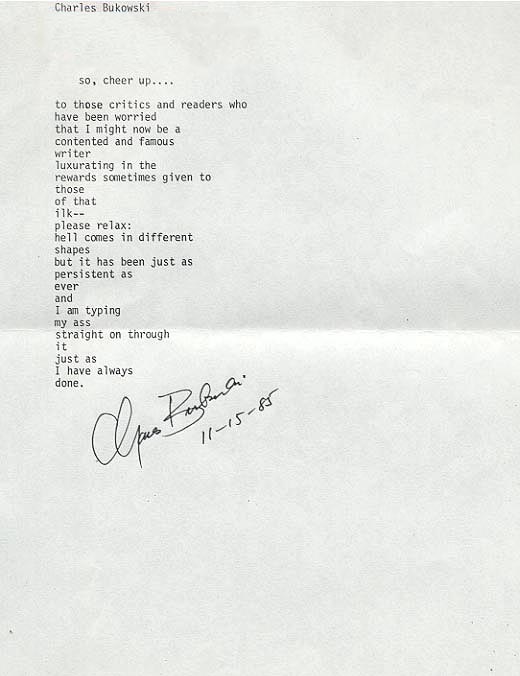 Charles Bukowski
so, cheer up....
to those critics and readers who
have been worried
that I might now be a
contented and famous
writer
luxurating in the
rewards sometimes given to
those
of that
ilk--
please relax:
hell comes in different
shapes
but it has been just as
persistent as
ever
and
I am typing
my ass
straight on through
it
just as
I have always
done.
Charles Bukowski
11-15-85